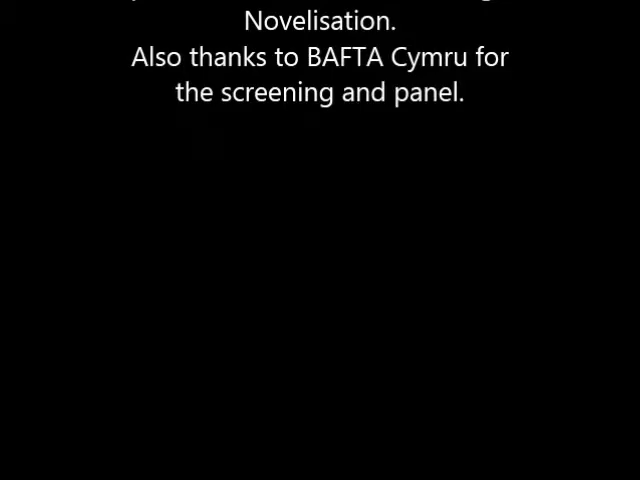 Novelisation.
Also thanks to BAFTA Cymru for
the screening and panel.